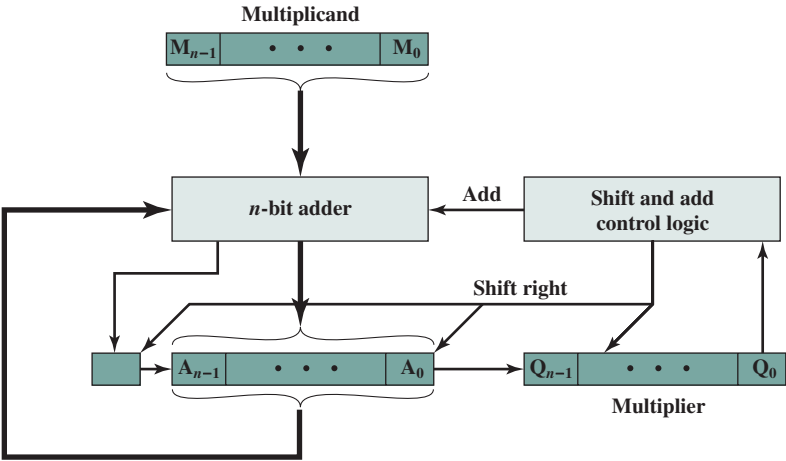 Multiplicand
Mn−1 • • • M0
n-bit adder
Add
Shift and add
control logic
Shift right
An−1 • • • A0
Qn−1 • • • Q0
Multiplier